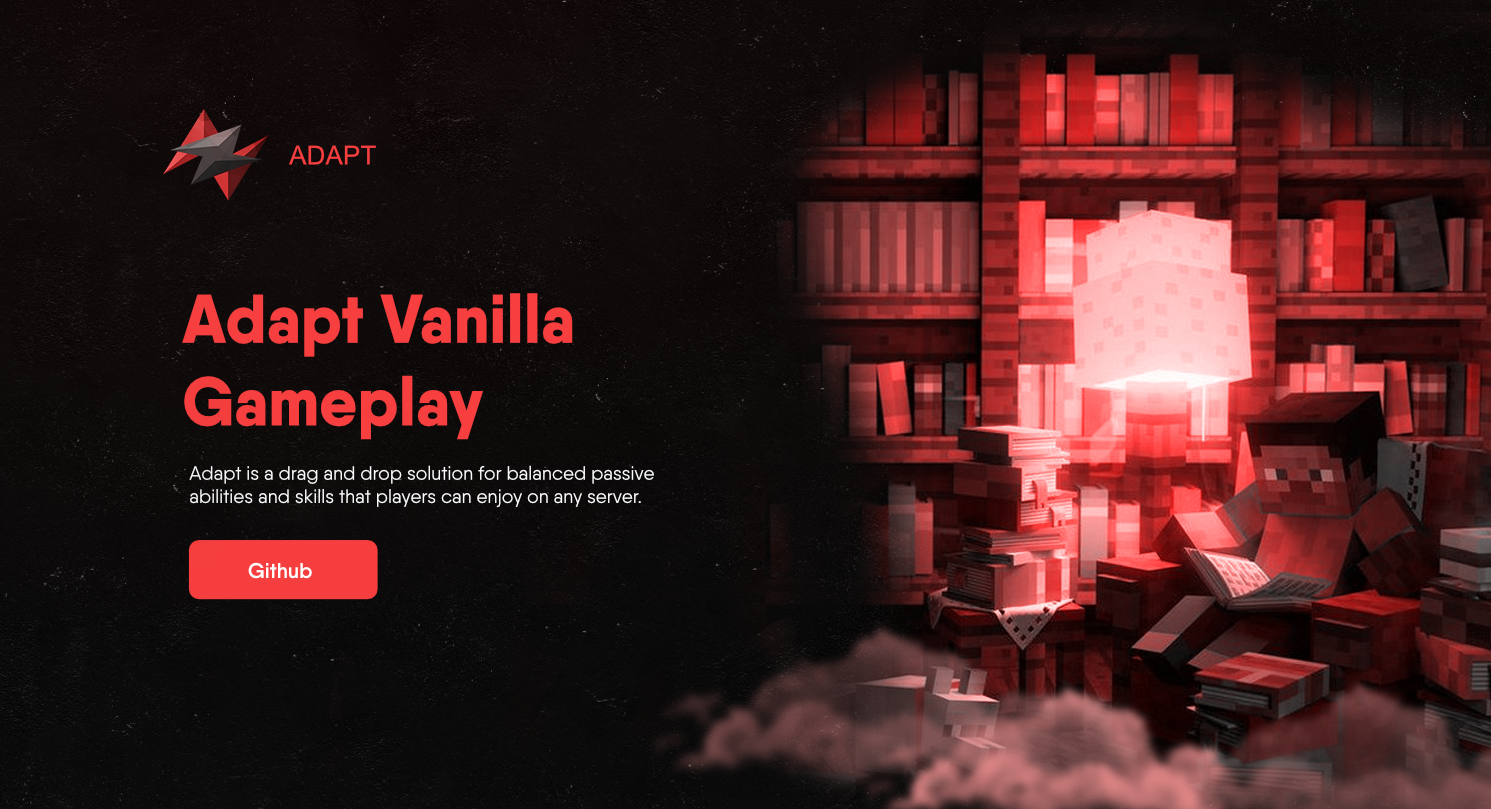 ADAPT
Adapt Vanilla
Gameplay
Adapt is a drag and drop solution for balanced passive
abilities and skills that players can enjoy on any server.
Github